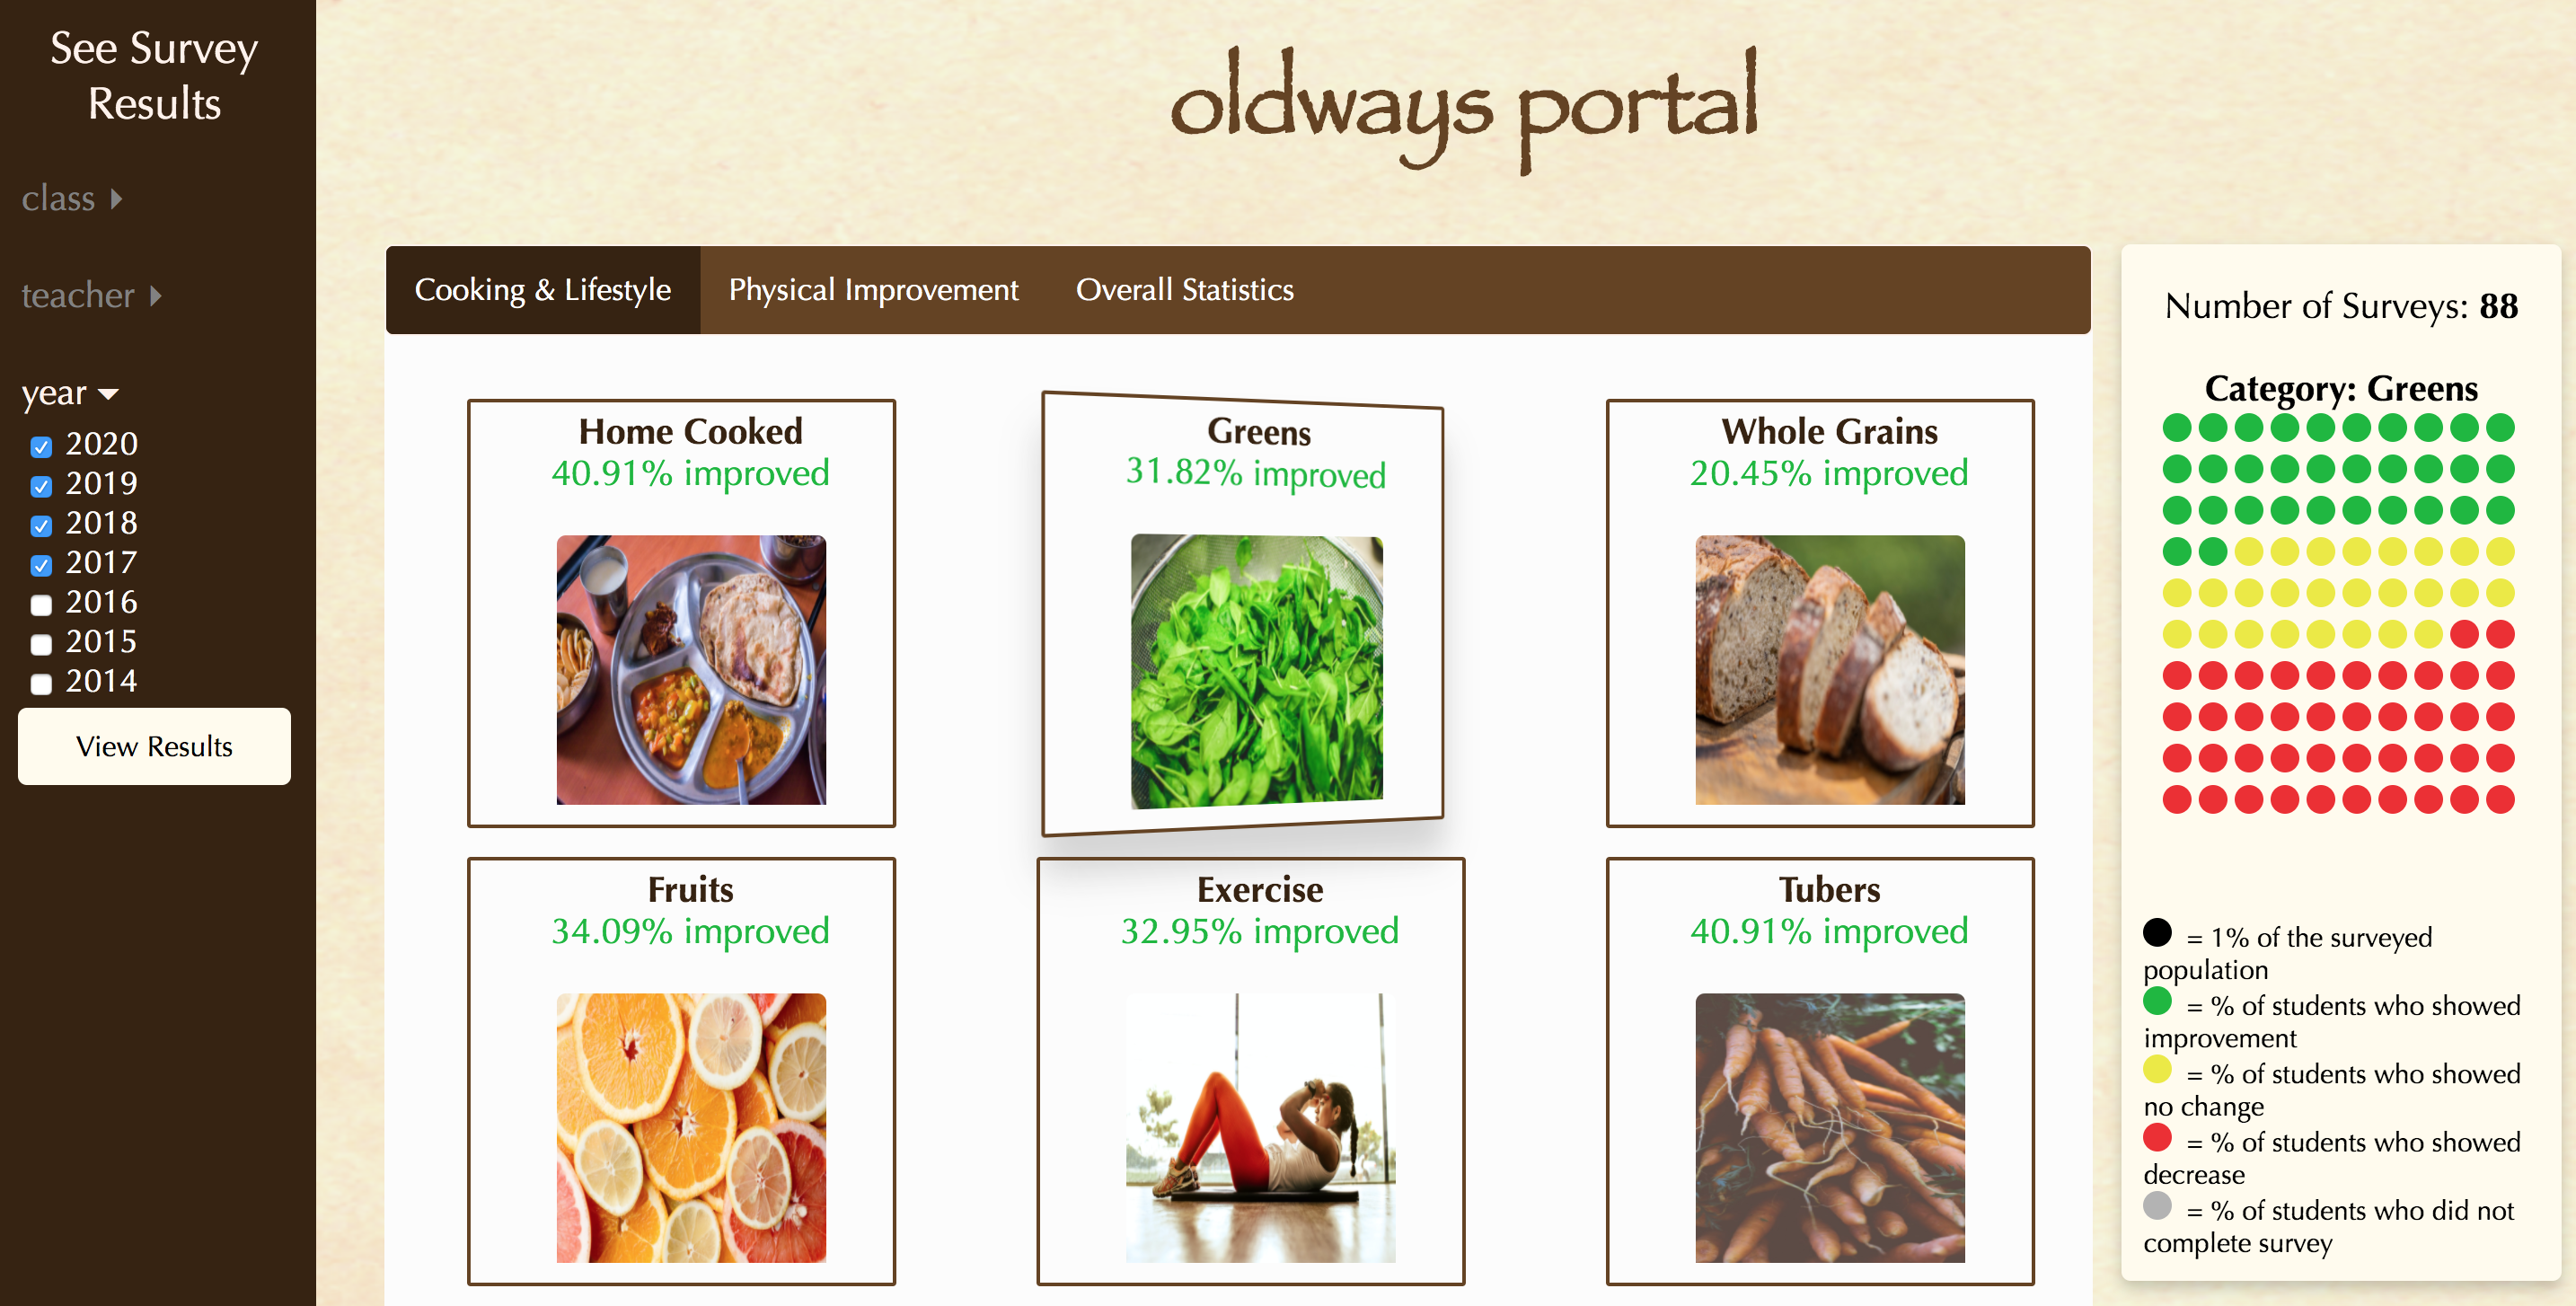 See Survey
Results
class
teacher
year
2020
2019
2018
2017
2016
2015
2014
View Results
oldways portal
Cooking & Lifestyle
Physical Improvement
Overall Statistics
Home Cooked
40.91% improved
Greens
31.82% improved
Whole Grains
20.45% improved
Fruits
34.09% improved
Exercise
32.95% improved
Tubers
40.91% improved
Number of Surveys: 88
Category: Greens
= 1% of the surveyed
population
= % of students who showed
improvement
= % of students who showed
no change
= % of students who showed
decrease
= % of students who did not
complete survey